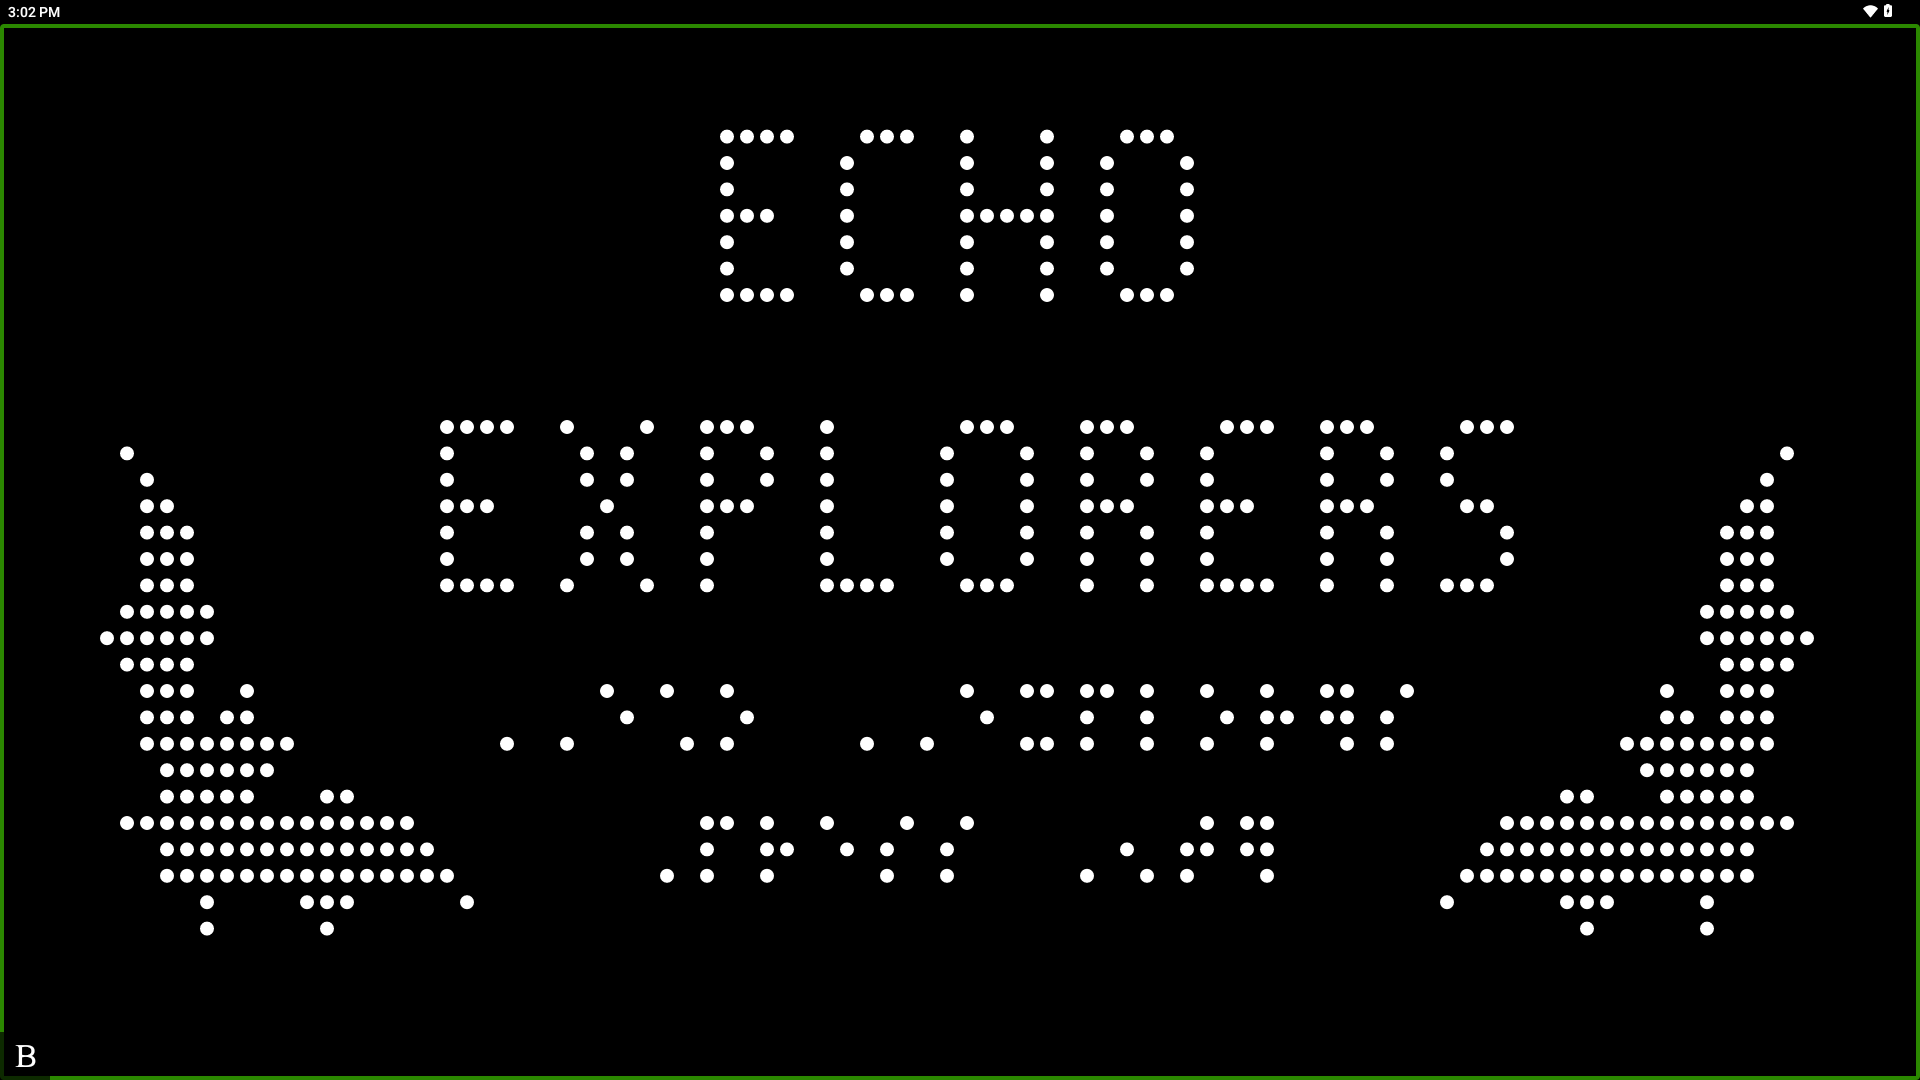 ECHO
EXPLORERS
⠠⠠⠑⠡⠕ ⠠⠠⠑⠭⠏⠇⠕⠗⠻⠎
⠠⠏⠗⠑⠎⠎ ⠠⠢⠞⠻
3:02 PM
B